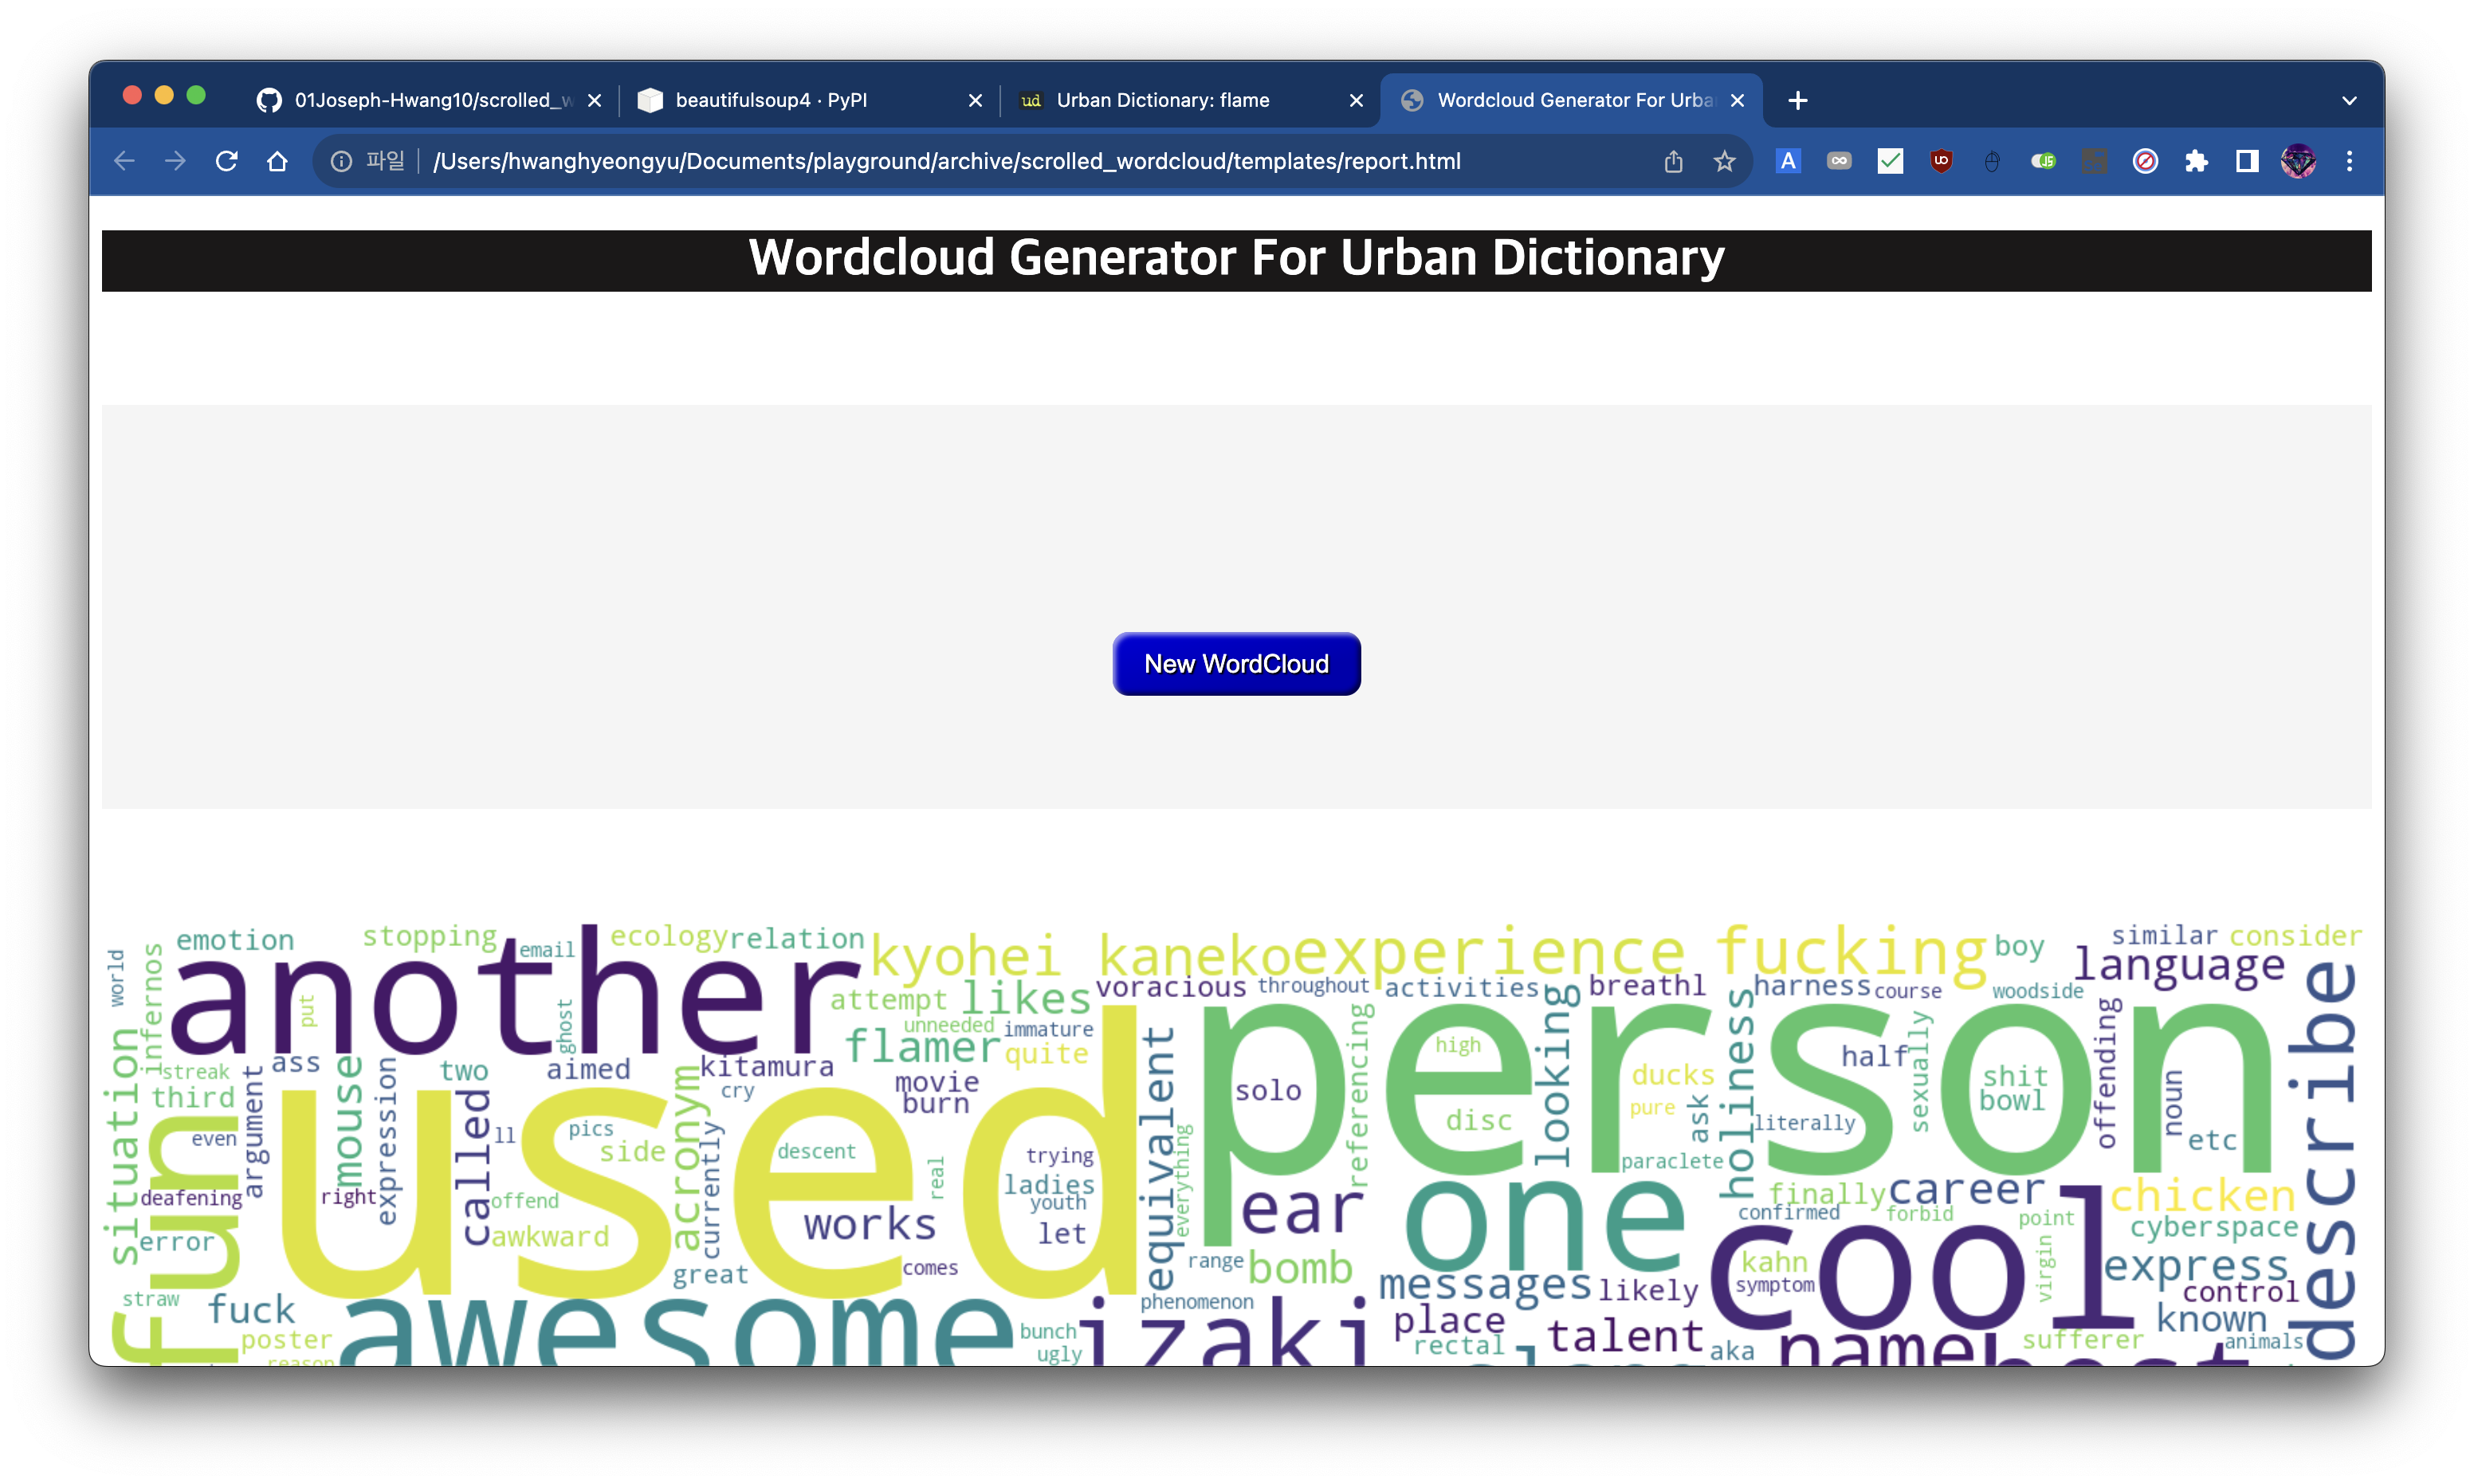 01Joseph-Hwang10/scrolled_w
beautifulsoup4 · PyPI
ud Urban Dictionary: flame
Wordcloud Generator For Urba
파일 /Users/hwanghyeongyu/Documents/playground/archive/scrolled_wordcloud/templates/report.html
Wordcloud Generator For Urban Dictionary
New WordCloud
emotion stopping email ecology relation kyohei kaneko experience fucking boy similar consider
world infernos another put ghost attempt likes voracious throughout activities looking breathl harness course language woodside
unneeded immature flamer quite used person referencing high holiness half sexually offending describe
situation streak ass mouse expression two aimed kitamura cry movie burn equivalent solo ducks shit bowl noun
third argument called acronym pure ask disc literally
fun even ll pics side currently descent real trying everything paraclete etc
deafening right offend ladies youth ear one finally career chicken
error awkward works let confirmed forbid point cyberspace
great comes range bomb messages likely cool kahn symptom virgin express control
straw fuck awesome phenomenon izaki place talent known
poster bunch ugly rectal aka name sufferer animals
reason